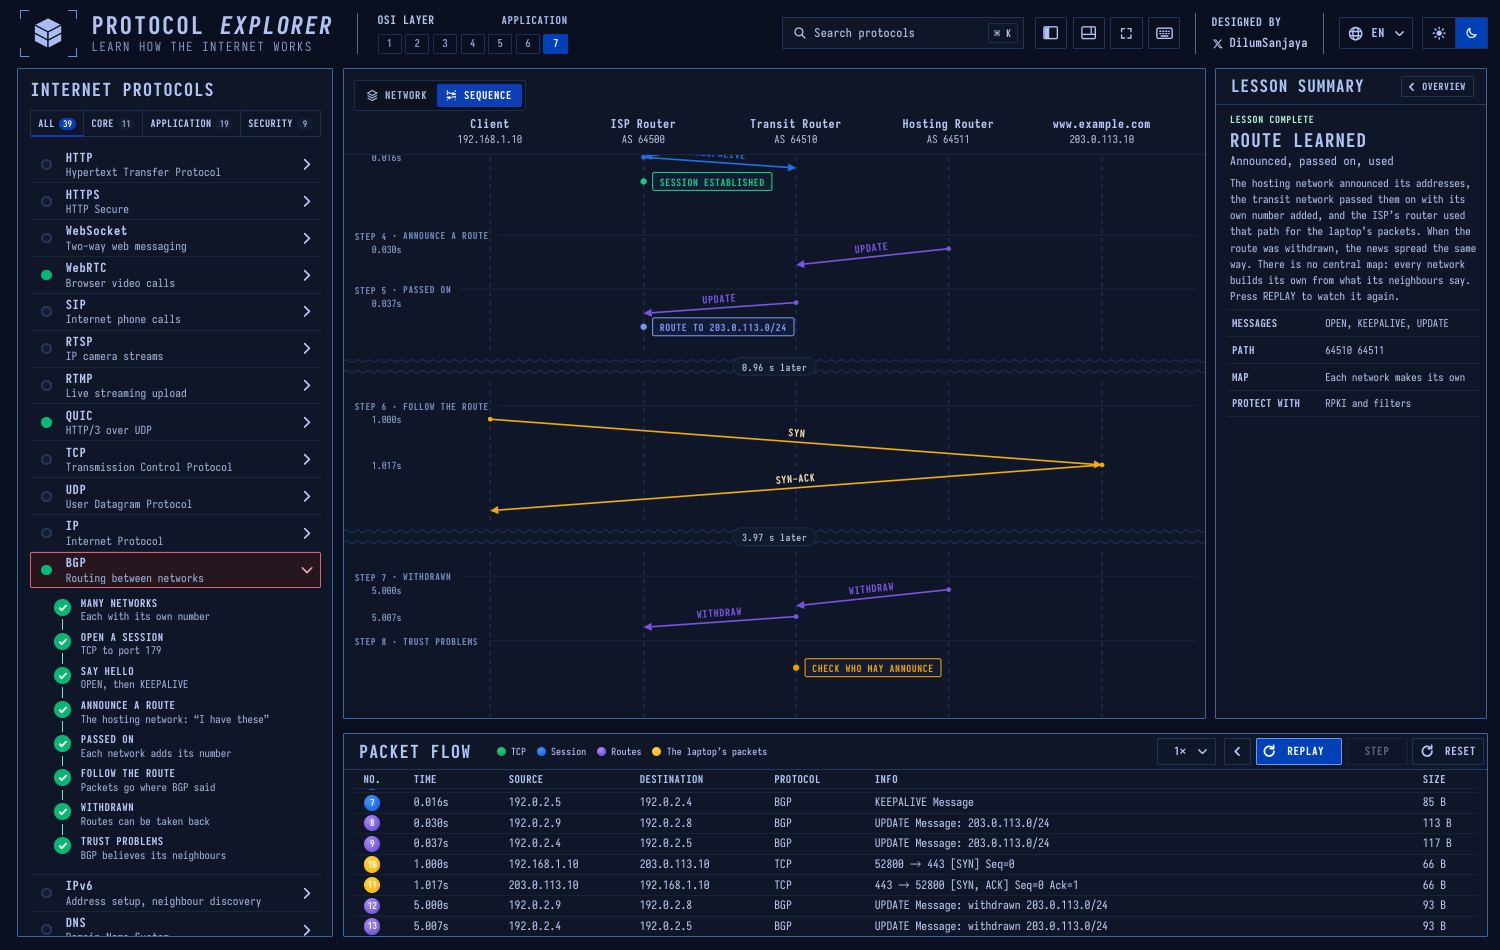 PROTOCOL EXPLORER
LEARN HOW THE INTERNET WORKS
OSI LAYER APPLICATION
1 2 3 4 5 6 7
Search protocols ⌘ K
DESIGNED BY
DilumSanjaya
EN
INTERNET PROTOCOLS
ALL 39 CORE 11 APPLICATION 19 SECURITY 9
HTTP
Hypertext Transfer Protocol
HTTPS
HTTP Secure
WebSocket
Two-way web messaging
WebRTC
Browser video calls
SIP
Internet phone calls
RTSP
IP camera streams
RTMP
Live streaming upload
QUIC
HTTP/3 over UDP
TCP
Transmission Control Protocol
UDP
User Datagram Protocol
IP
Internet Protocol
BGP
Routing between networks
MANY NETWORKS
Each with its own number
OPEN A SESSION
TCP to port 179
SAY HELLO
OPEN, then KEEPALIVE
ANNOUNCE A ROUTE
The hosting network: “I have these”
PASSED ON
Each network adds its number
FOLLOW THE ROUTE
Packets go where BGP said
WITHDRAWN
Routes can be taken back
TRUST PROBLEMS
BGP believes its neighbours
IPv6
Address setup, neighbour discovery
DNS
Domain Name System
NETWORK SEQUENCE
Client ISP Router Transit Router Hosting Router www.example.com
192.168.1.10 AS 64500 AS 64510 AS 64511 203.0.113.10
KEEPALIVE
0.016s
SESSION ESTABLISHED
STEP 4 · ANNOUNCE A ROUTE
0.030s UPDATE
STEP 5 · PASSED ON
0.037s UPDATE
ROUTE TO 203.0.113.0/24
0.96 s later
STEP 6 · FOLLOW THE ROUTE
1.000s
SYN
1.017s
SYN-ACK
3.97 s later
STEP 7 · WITHDRAWN
5.000s WITHDRAW
5.007s WITHDRAW
STEP 8 · TRUST PROBLEMS
CHECK WHO MAY ANNOUNCE
LESSON SUMMARY OVERVIEW
LESSON COMPLETE
ROUTE LEARNED
Announced, passed on, used
The hosting network announced its addresses,
the transit network passed them on with its
own number added, and the ISP’s router used
that path for the laptop’s packets. When the
route was withdrawn, the news spread the same
way. There is no central map: every network
builds its own from what its neighbours say.
Press REPLAY to watch it again.
MESSAGES OPEN, KEEPALIVE, UPDATE
PATH 64510 64511
MAP Each network makes its own
PROTECT WITH RPKI and filters
PACKET FLOW TCP Session Routes The laptop’s packets 1× REPLAY STEP RESET
NO. TIME SOURCE DESTINATION PROTOCOL INFO SIZE
7 0.016s 192.0.2.5 192.0.2.4 BGP KEEPALIVE Message 85 B
8 0.030s 192.0.2.9 192.0.2.8 BGP UPDATE Message: 203.0.113.0/24 113 B
9 0.037s 192.0.2.4 192.0.2.5 BGP UPDATE Message: 203.0.113.0/24 117 B
10 1.000s 192.168.1.10 203.0.113.10 TCP 52800 → 443 [SYN] Seq=0 66 B
11 1.017s 203.0.113.10 192.168.1.10 TCP 443 → 52800 [SYN, ACK] Seq=0 Ack=1 66 B
12 5.000s 192.0.2.9 192.0.2.8 BGP UPDATE Message: withdrawn 203.0.113.0/24 93 B
13 5.007s 192.0.2.4 192.0.2.5 BGP UPDATE Message: withdrawn 203.0.113.0/24 93 B